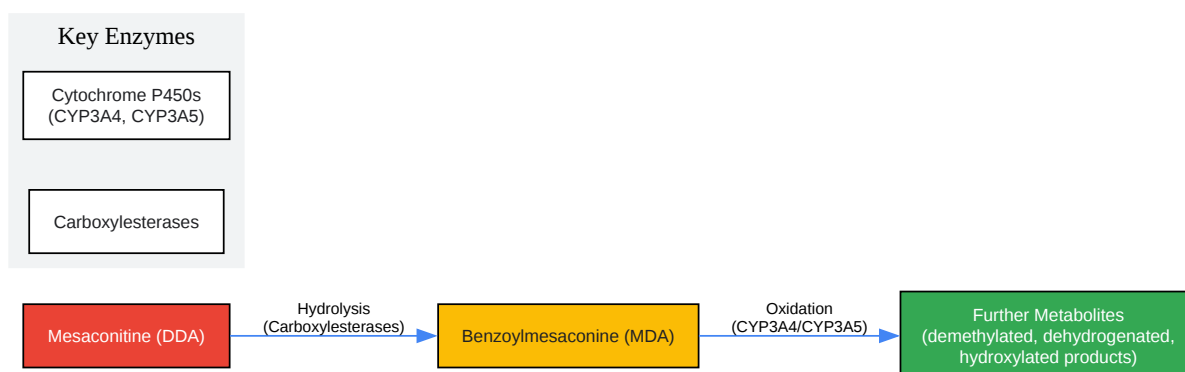 Key Enzymes
Cytochrome P450s
(CYP3A4, CYP3A5)
Carboxylesterases
Mesaconitine (DDA)
Hydrolysis
(Carboxylesterases)
Benzoylmesaconine (MDA)
Oxidation
(CYP3A4/CYP3A5)
Further Metabolites
(demethylated, dehydrogenated,
hydroxylated products)